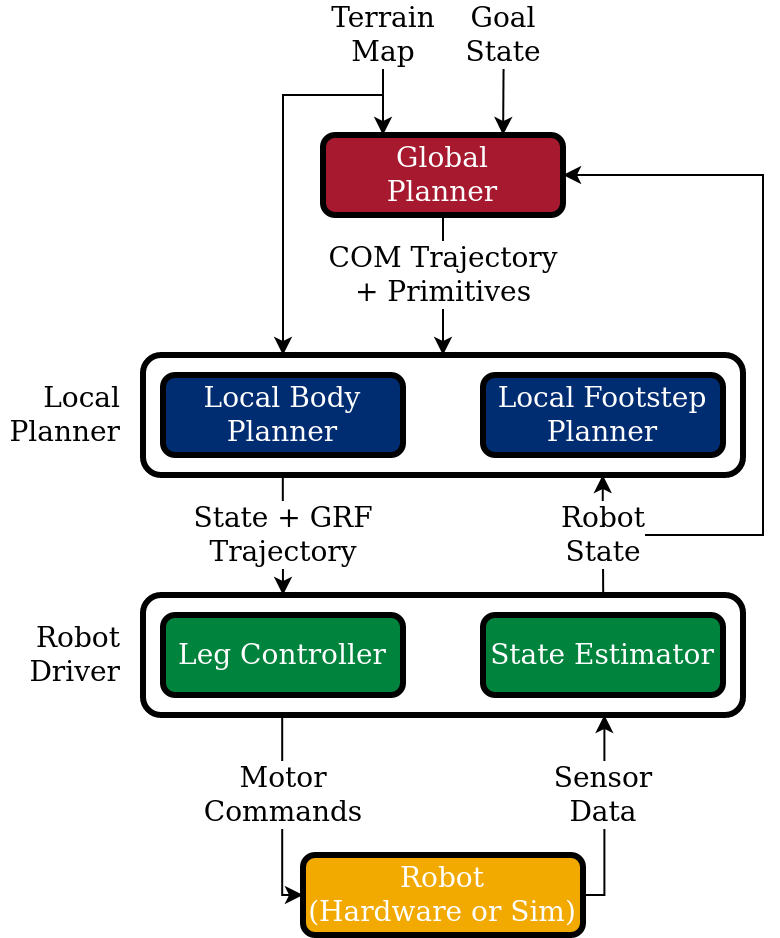 Terrain
Map
Goal
State
Global
Planner
COM Trajectory
+ Primitives
Local
Planner
Local Body
Planner
Local Footstep
Planner
State + GRF
Trajectory
Robot
State
Robot
Driver
Leg Controller
State Estimator
Motor
Commands
Sensor
Data
Robot
(Hardware or Sim)